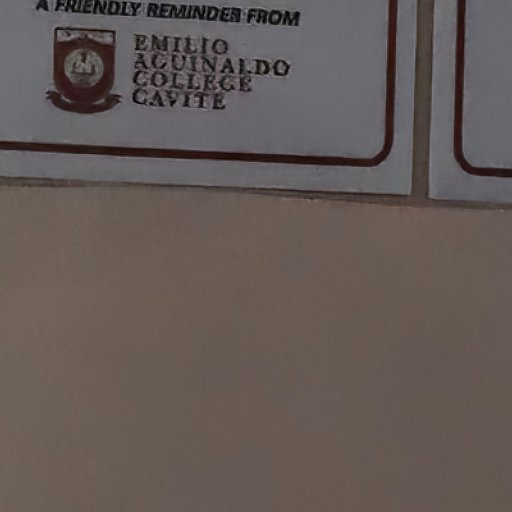 A FRIENDLY REMINDER FROM
EMILIO
AGUINALDO
COLLEGE
CAVITE